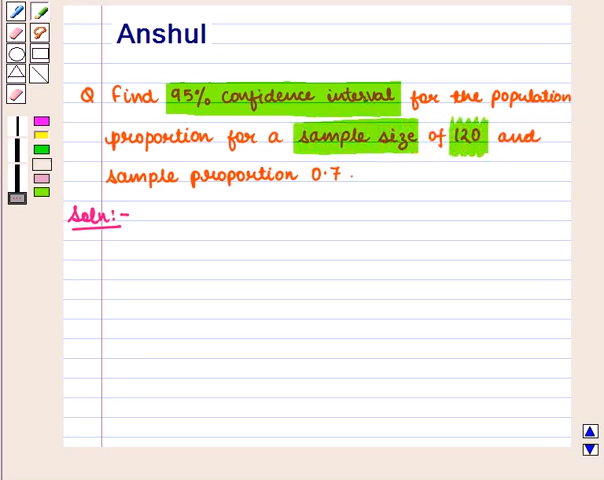 Anshul
Q Find 95% confidence interval for the population
proportion for a sample size of 120 and
sample proportion 0.7.
Soln:-